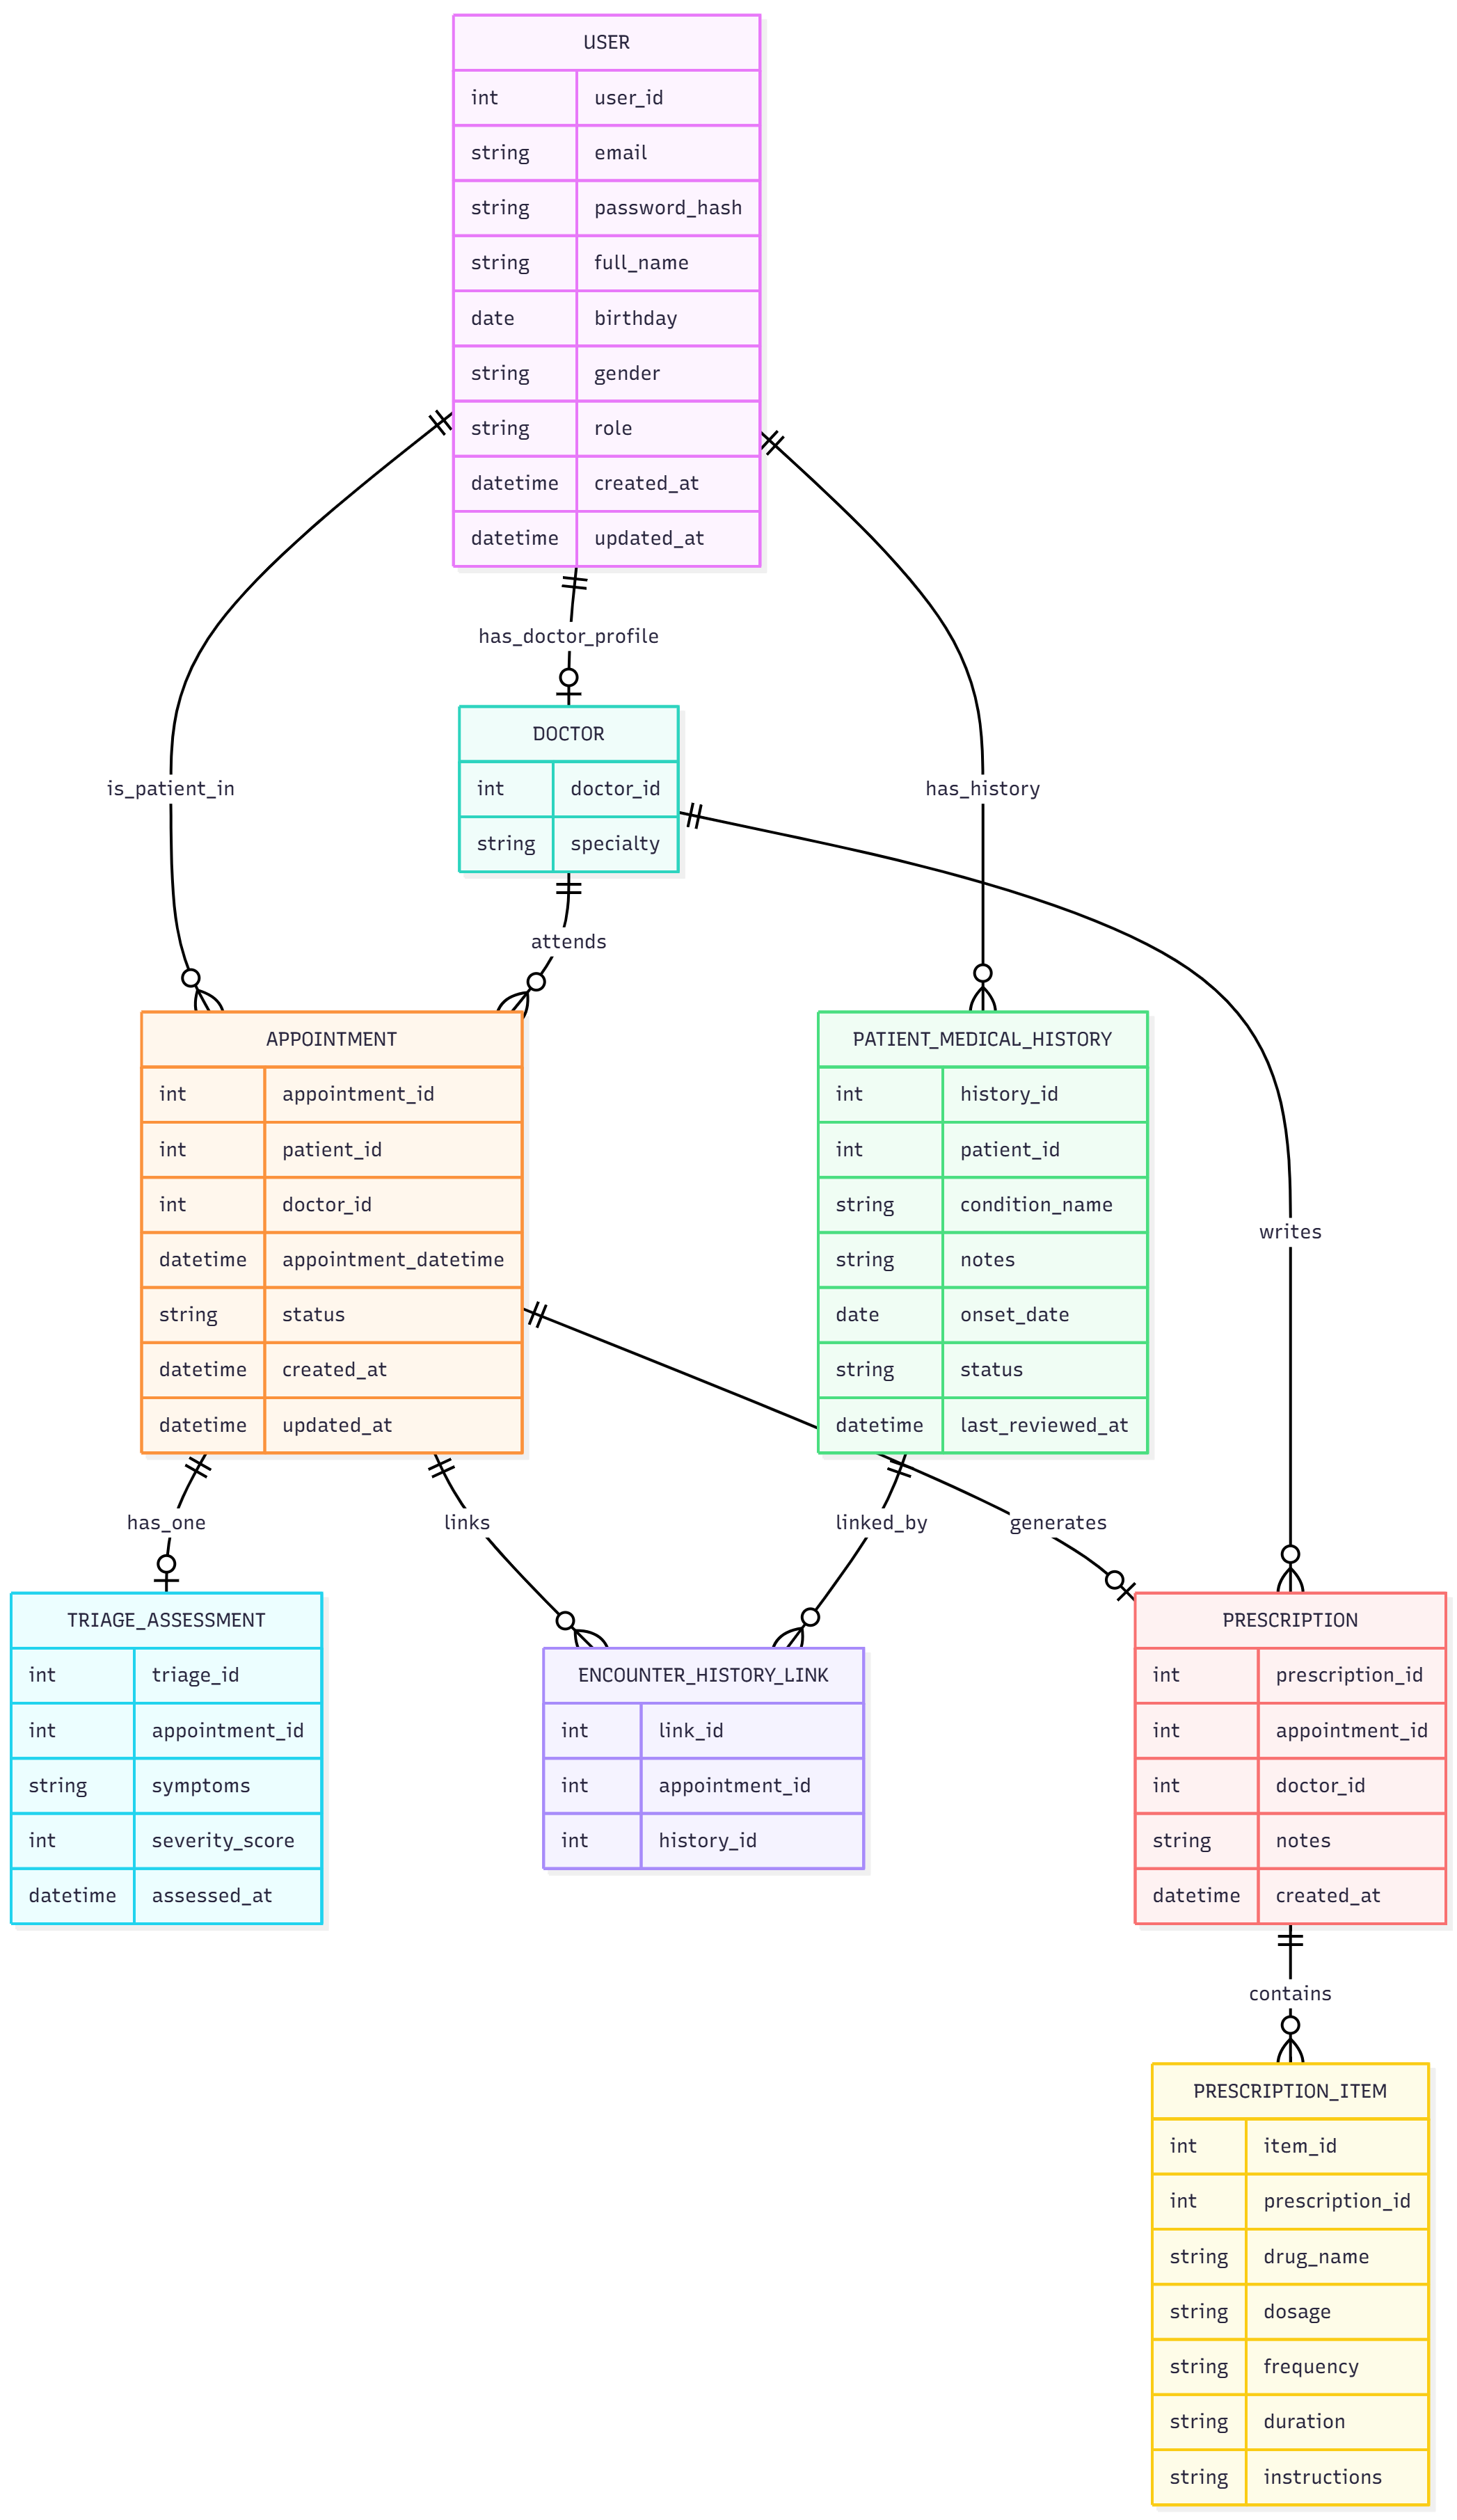 USER
int user_id
string email
string password_hash
string full_name
date birthday
string gender
string role
datetime created_at
datetime updated_at
has_doctor_profile
DOCTOR
int doctor_id
string specialty
is_patient_in
has_history
attends
APPOINTMENT
int appointment_id
int patient_id
int doctor_id
datetime appointment_datetime
string status
datetime created_at
datetime updated_at
PATIENT_MEDICAL_HISTORY
int history_id
int patient_id
string condition_name
string notes
date onset_date
string status
datetime last_reviewed_at
writes
has_one
links
linked_by
generates
TRIAGE_ASSESSMENT
int triage_id
int appointment_id
string symptoms
int severity_score
datetime assessed_at
ENCOUNTER_HISTORY_LINK
int link_id
int appointment_id
int history_id
PRESCRIPTION
int prescription_id
int appointment_id
int doctor_id
string notes
datetime created_at
contains
PRESCRIPTION_ITEM
int item_id
int prescription_id
string drug_name
string dosage
string frequency
string duration
string instructions